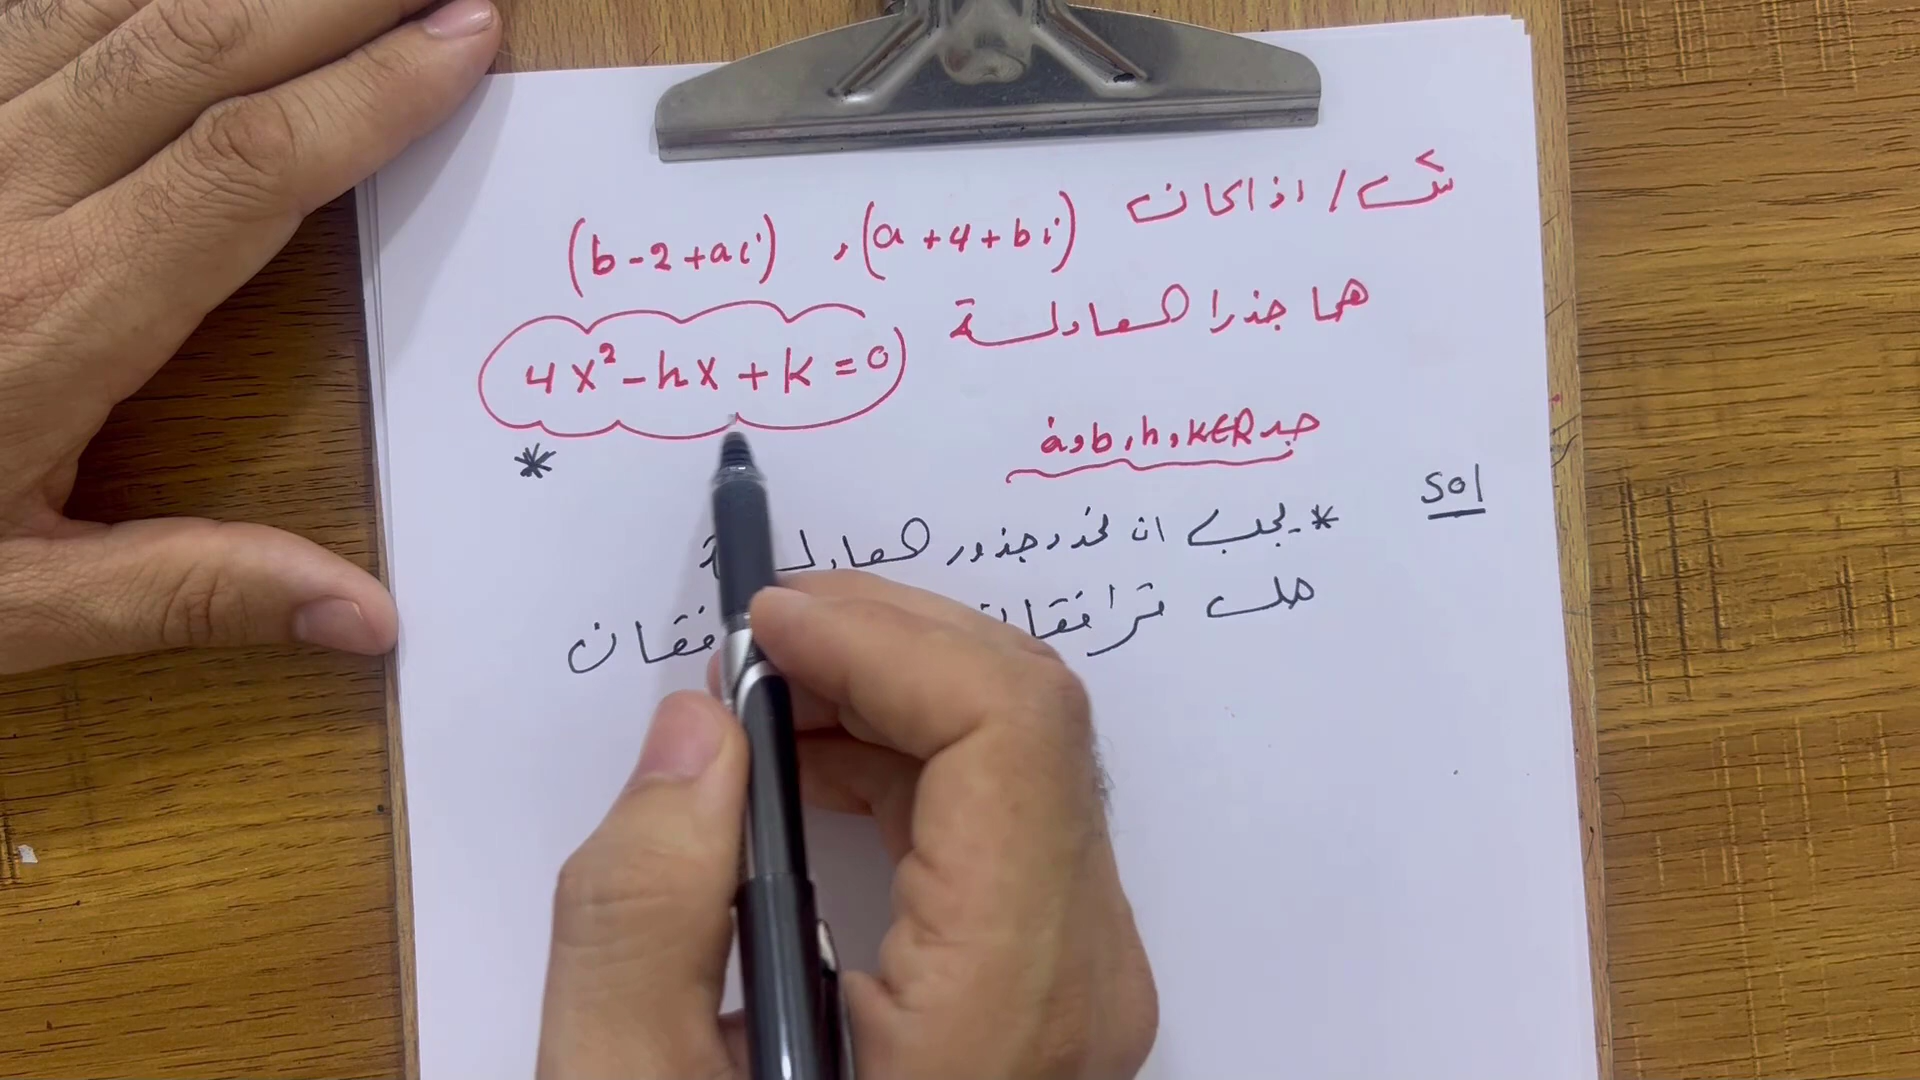 س / اذا كان (a+4+bi) , (b-2+ai)
هما جذرا المعادلة 4x²-hx+k=0
جد a, b, h, k∈R
Sol
*- يجب ان نحدد جذور المعادلة
*
هل مترافقان